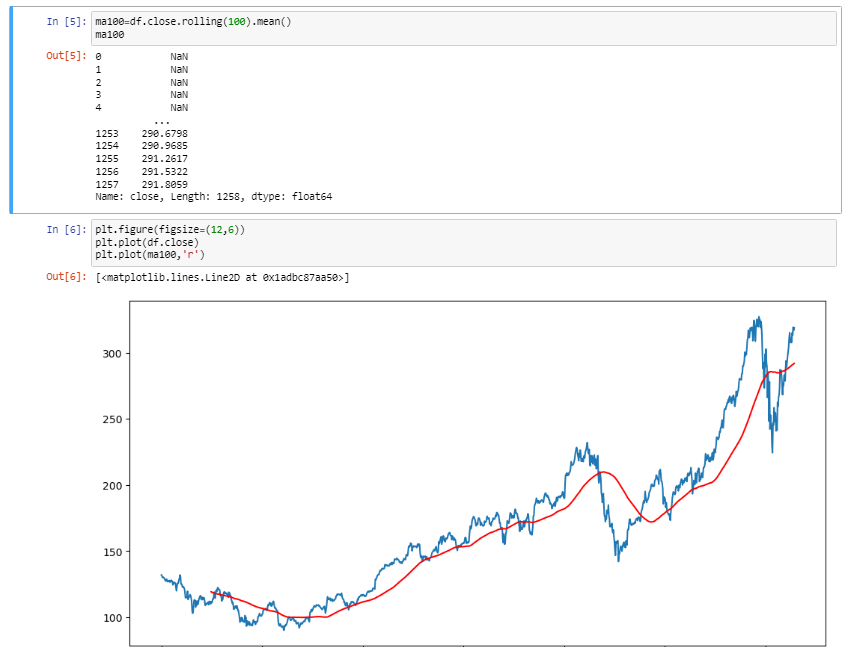 In [5]: ma100=df.close.rolling(100).mean()
ma100
Out[5]: 0 NaN
1 NaN
2 NaN
3 NaN
4 NaN
...
1253 290.6798
1254 290.9685
1255 291.2617
1256 291.5322
1257 291.8059
Name: close, Length: 1258, dtype: float64
In [6]: plt.figure(figsize=(12,6))
plt.plot(df.close)
plt.plot(ma100,'r')
Out[6]: [<matplotlib.lines.Line2D at 0x1adbc87aa50>]
300
250
200
150
100